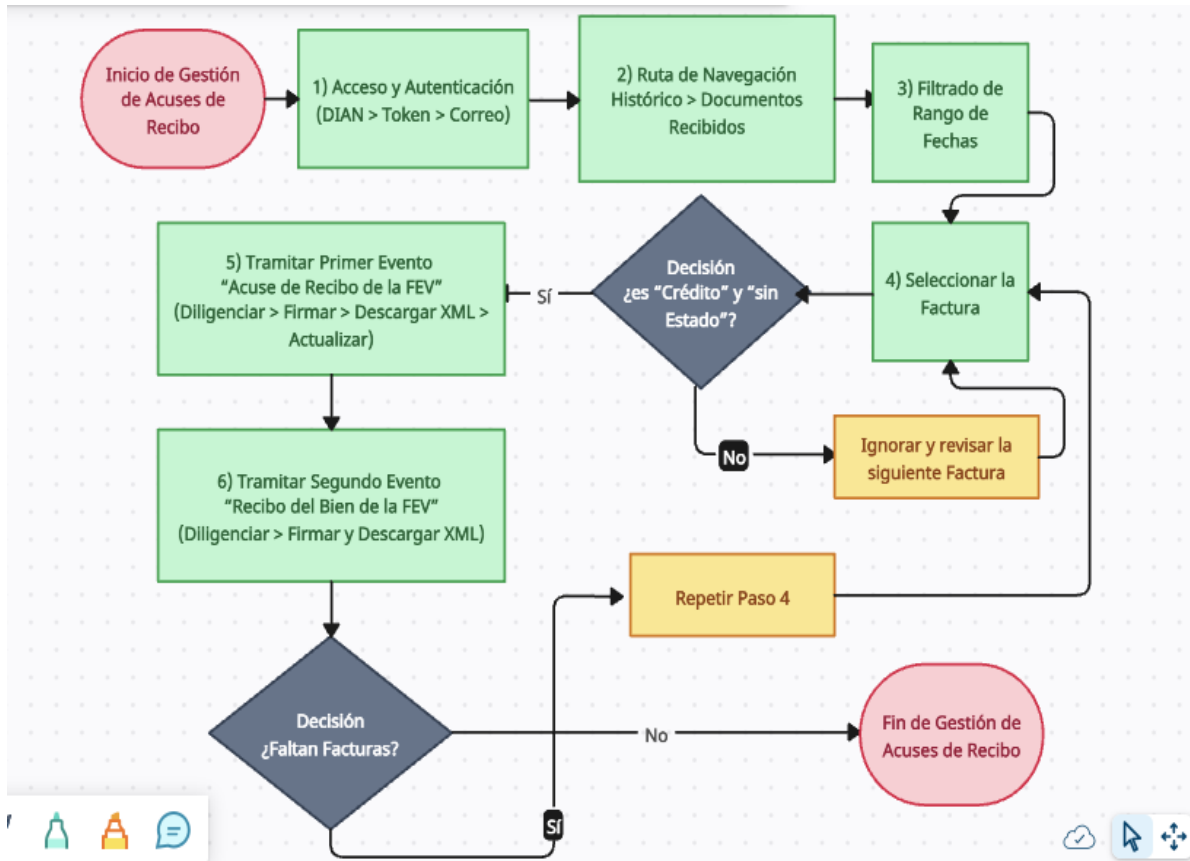 Inicio de Gestión
de Acuses de
Recibo
1) Acceso y Autenticación
(DIAN > Token > Correo)
2) Ruta de Navegación
Histórico > Documentos
Recibidos
3) Filtrado de
Rango de
Fechas
4) Seleccionar la
Factura
Decisión
¿es “Crédito” y “sin
Estado”?
Sí
5) Tramitar Primer Evento
“Acuse de Recibo de la FEV”
(Diligenciar > Firmar > Descargar XML >
Actualizar)
No
Ignorar y revisar la
siguiente Factura
6) Tramitar Segundo Evento
“Recibo del Bien de la FEV”
(Diligenciar > Firmar y Descargar XML)
Repetir Paso 4
Decisión
¿Faltan Facturas?
No
Fin de Gestión de
Acuses de Recibo
Sí